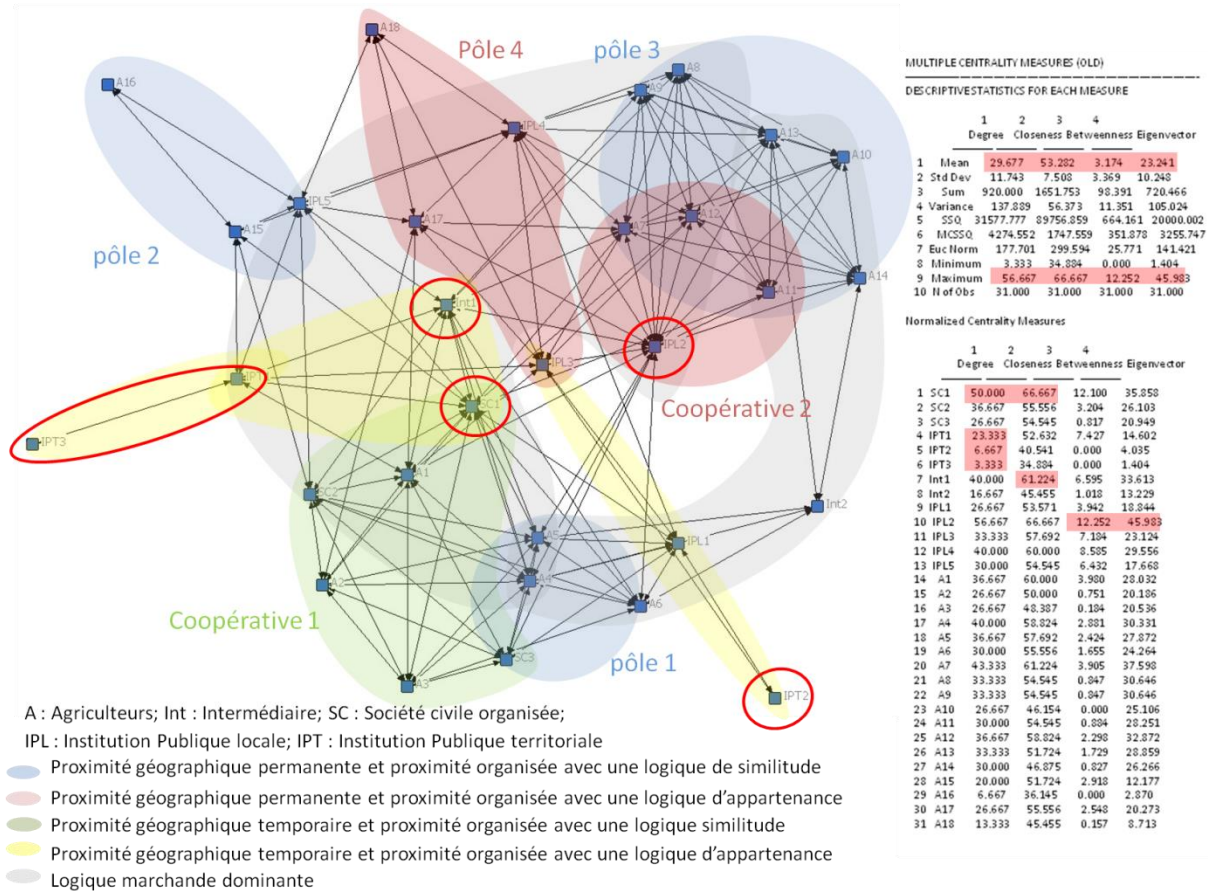 A18
Pôle 4
pôle 3
A16
A8
A9
IPL4
A13
A10
IPL5
A15
A17
A12
A7
pôle 2
A14
A11
Int1
IPL2
IPL3
IPT
SC1
Coopérative 2
IPT3
A1
SC2
Int2
A5
IPL1
A2
A4
A6
Coopérative 1
SC3
pôle 1
A3
IPT2
A : Agriculteurs; Int : Intermédiaire; SC : Société civile organisée;
IPL : Institution Publique locale; IPT : Institution Publique territoriale
Proximité géographique permanente et proximité organisée avec une logique de similitude
Proximité géographique permanente et proximité organisée avec une logique d'appartenance
Proximité géographique temporaire et proximité organisée avec une logique similitude
Proximité géographique temporaire et proximité organisée avec une logique d'appartenance
Logique marchande dominante
MULTIPLE CENTRALITY MEASURES (OLD)
DESCRIPTIVE STATISTICS FOR EACH MEASURE
1 2 3 4
Degree Closeness Betweenness Eigenvector
1 Mean 29.677 53.282 3.174 23.241
2 Std Dev 11.743 7.508 3.369 10.248
3 Sum 920.000 1651.753 98.391 720.466
4 Variance 137.889 56.373 11.351 105.024
5 SSQ 31577.777 89756.859 664.161 20000.002
6 MCSSQ 4274.552 1747.559 351.878 3255.747
7 Euc Norm 177.701 299.594 25.771 141.421
8 Minimum 3.333 34.884 0.000 1.404
9 Maximum 56.667 66.667 12.252 45.983
10 N of Obs 31.000 31.000 31.000 31.000
Normalized Centrality Measures
1 2 3 4
Degree Closeness Betweenness Eigenvector
1 SC1 50.000 66.667 12.100 35.858
2 SC2 36.667 55.556 3.204 26.103
3 SC3 26.667 54.545 0.817 20.949
4 IPT1 23.333 52.632 7.427 14.602
5 IPT2 6.667 40.541 0.000 4.035
6 IPT3 3.333 34.884 0.000 1.404
7 Int1 40.000 61.224 6.595 33.613
8 Int2 16.667 45.455 1.018 13.229
9 IPL1 26.667 53.571 3.942 18.844
10 IPL2 56.667 66.667 12.252 45.983
11 IPL3 33.333 57.692 7.184 23.124
12 IPL4 40.000 60.000 8.585 29.556
13 IPL5 30.000 54.545 6.432 17.668
14 A1 36.667 60.000 3.980 28.032
15 A2 26.667 50.000 0.751 20.186
16 A3 26.667 48.387 0.184 20.536
17 A4 40.000 58.824 2.881 30.331
18 A5 36.667 57.692 2.424 27.872
19 A6 30.000 55.556 1.655 24.264
20 A7 43.333 61.224 3.905 37.598
21 A8 33.333 54.545 0.847 30.646
22 A9 33.333 54.545 0.847 30.646
23 A10 26.667 46.154 0.000 25.106
24 A11 30.000 54.545 0.884 28.251
25 A12 36.667 58.824 2.298 32.872
26 A13 33.333 51.724 1.729 28.859
27 A14 30.000 46.875 0.827 26.266
28 A15 20.000 51.724 2.918 12.177
29 A16 6.667 36.145 0.000 2.870
30 A17 26.667 55.556 2.548 20.273
31 A18 13.333 45.455 0.157 8.713